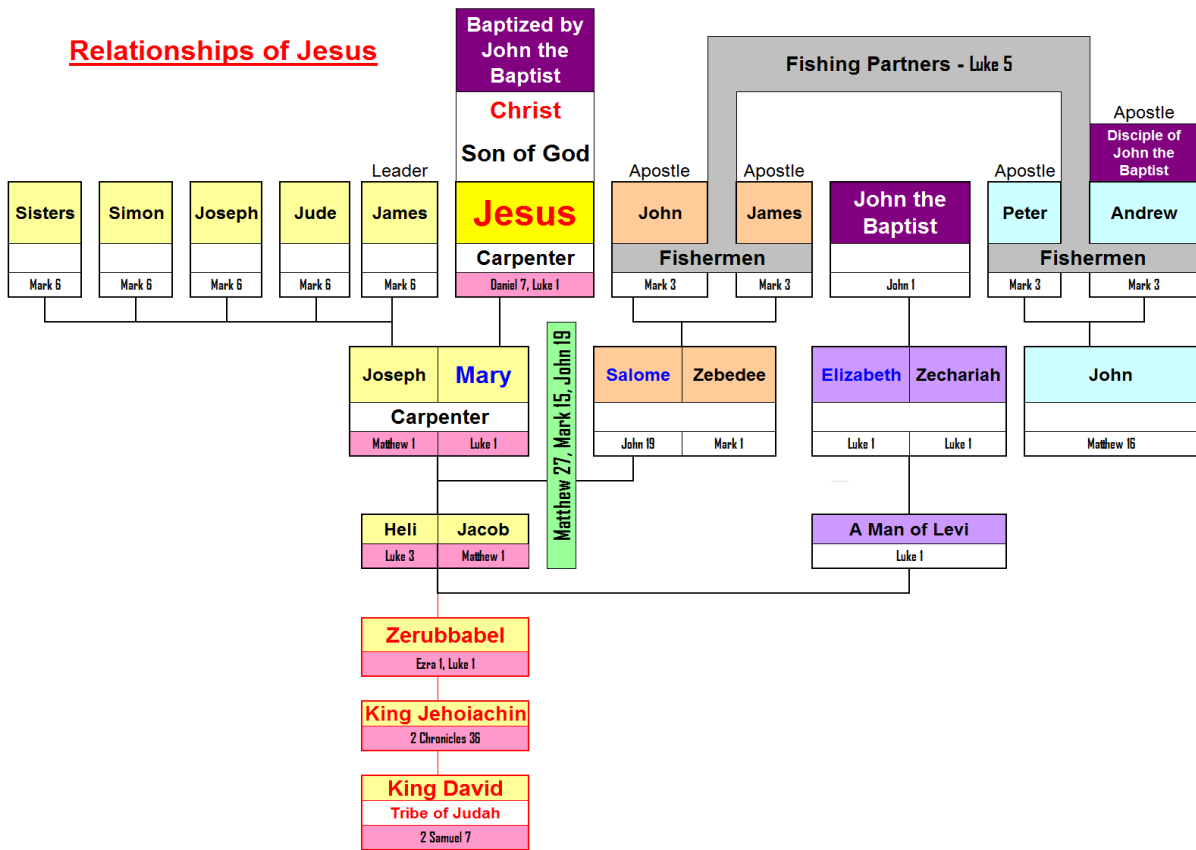 Relationships of Jesus
Baptized by
John the
Baptist
Christ
Son of God
Fishing Partners - Luke 5
Apostle
Disciple of
John the
Baptist
Leader
Apostle
Apostle
Apostle
Sisters
Simon
Joseph
Jude
James
Jesus
John
James
John the
Baptist
Peter
Andrew
Carpenter
Fishermen
Fishermen
Mark 6
Mark 6
Mark 6
Mark 6
Mark 6
Daniel 7, Luke 1
Mark 3
Mark 3
John 1
Mark 3
Mark 3
Matthew 27, Mark 15, John 19
Joseph
Mary
Salome
Zebedee
Elizabeth
Zechariah
John
Carpenter
Matthew 1
Luke 1
John 19
Mark 1
Luke 1
Luke 1
Matthew 16
Heli
Jacob
A Man of Levi
Luke 3
Matthew 1
Luke 1
Zerubbabel
Ezra 1, Luke 1
King Jehoiachin
2 Chronicles 36
King David
Tribe of Judah
2 Samuel 7